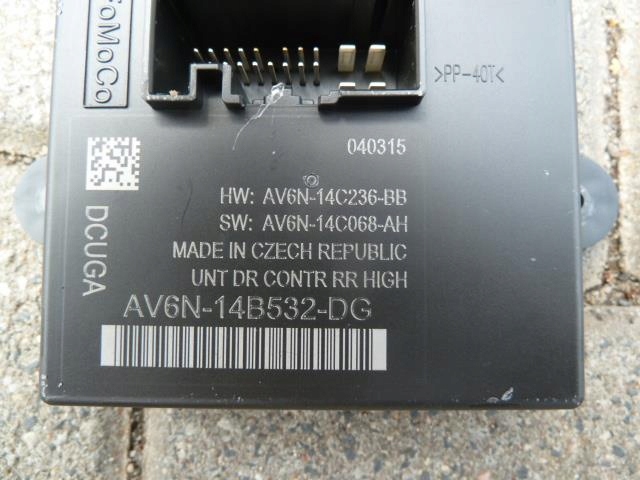 FoMoCo
>PP-40T<
040315
HW: AV6N-14C236-BB
SW: AV6N-14C068-AH
MADE IN CZECH REPUBLIC
UNT DR CONTR RR HIGH
DCUGA
AV6N-14B532-DG